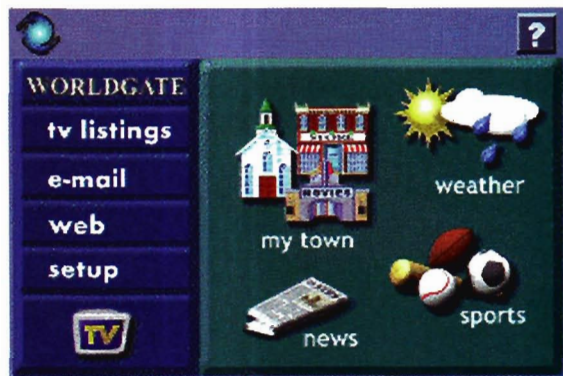 ?
WORLDGATE
tv listings
e-mail
web
setup
TV
MOVIES
my town
weather
news
sports